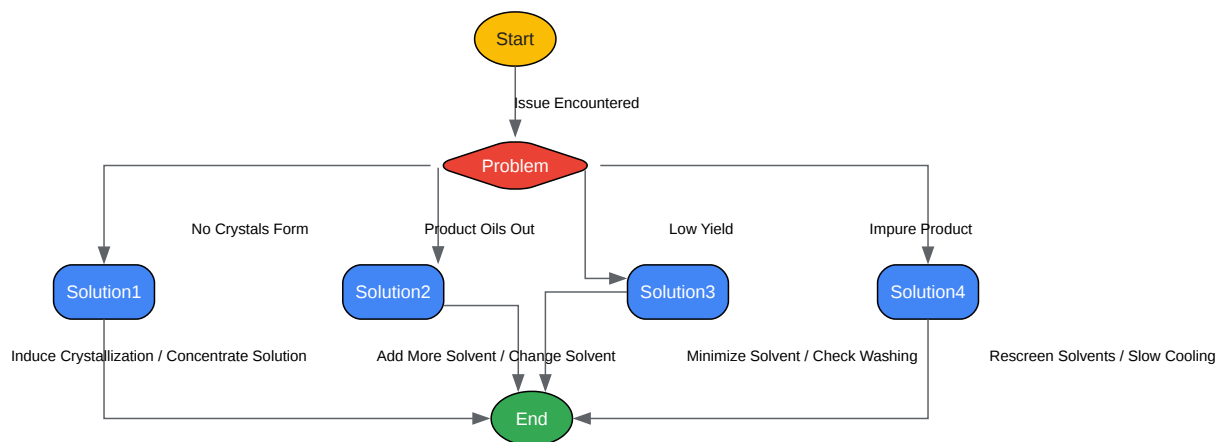 Start
Issue Encountered
Problem
No Crystals Form
Product Oils Out
Low Yield
Impure Product
Solution1
Solution2
Solution3
Solution4
Induce Crystallization / Concentrate Solution
Add More Solvent / Change Solvent
Minimize Solvent / Check Washing
Rescreen Solvents / Slow Cooling
End